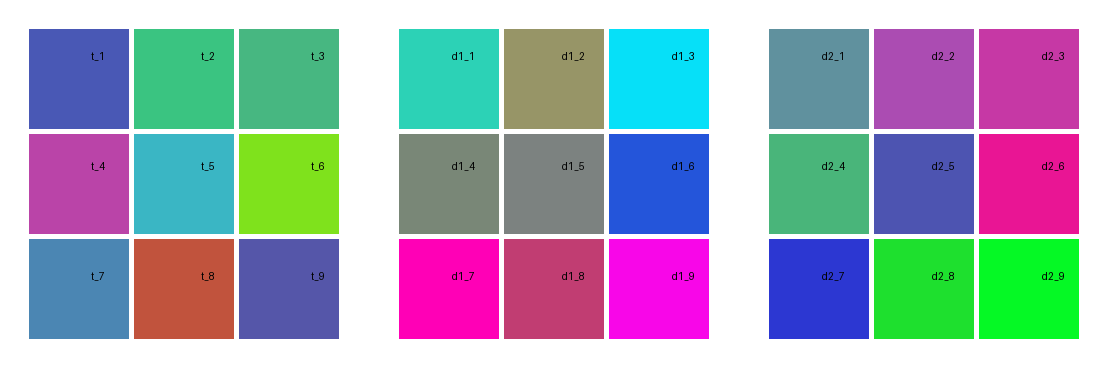 t_1 t_2 t_3 d1_1 d1_2 d1_3 d2_1 d2_2 d2_3
t_4 t_5 t_6 d1_4 d1_5 d1_6 d2_4 d2_5 d2_6
t_7 t_8 t_9 d1_7 d1_8 d1_9 d2_7 d2_8 d2_9